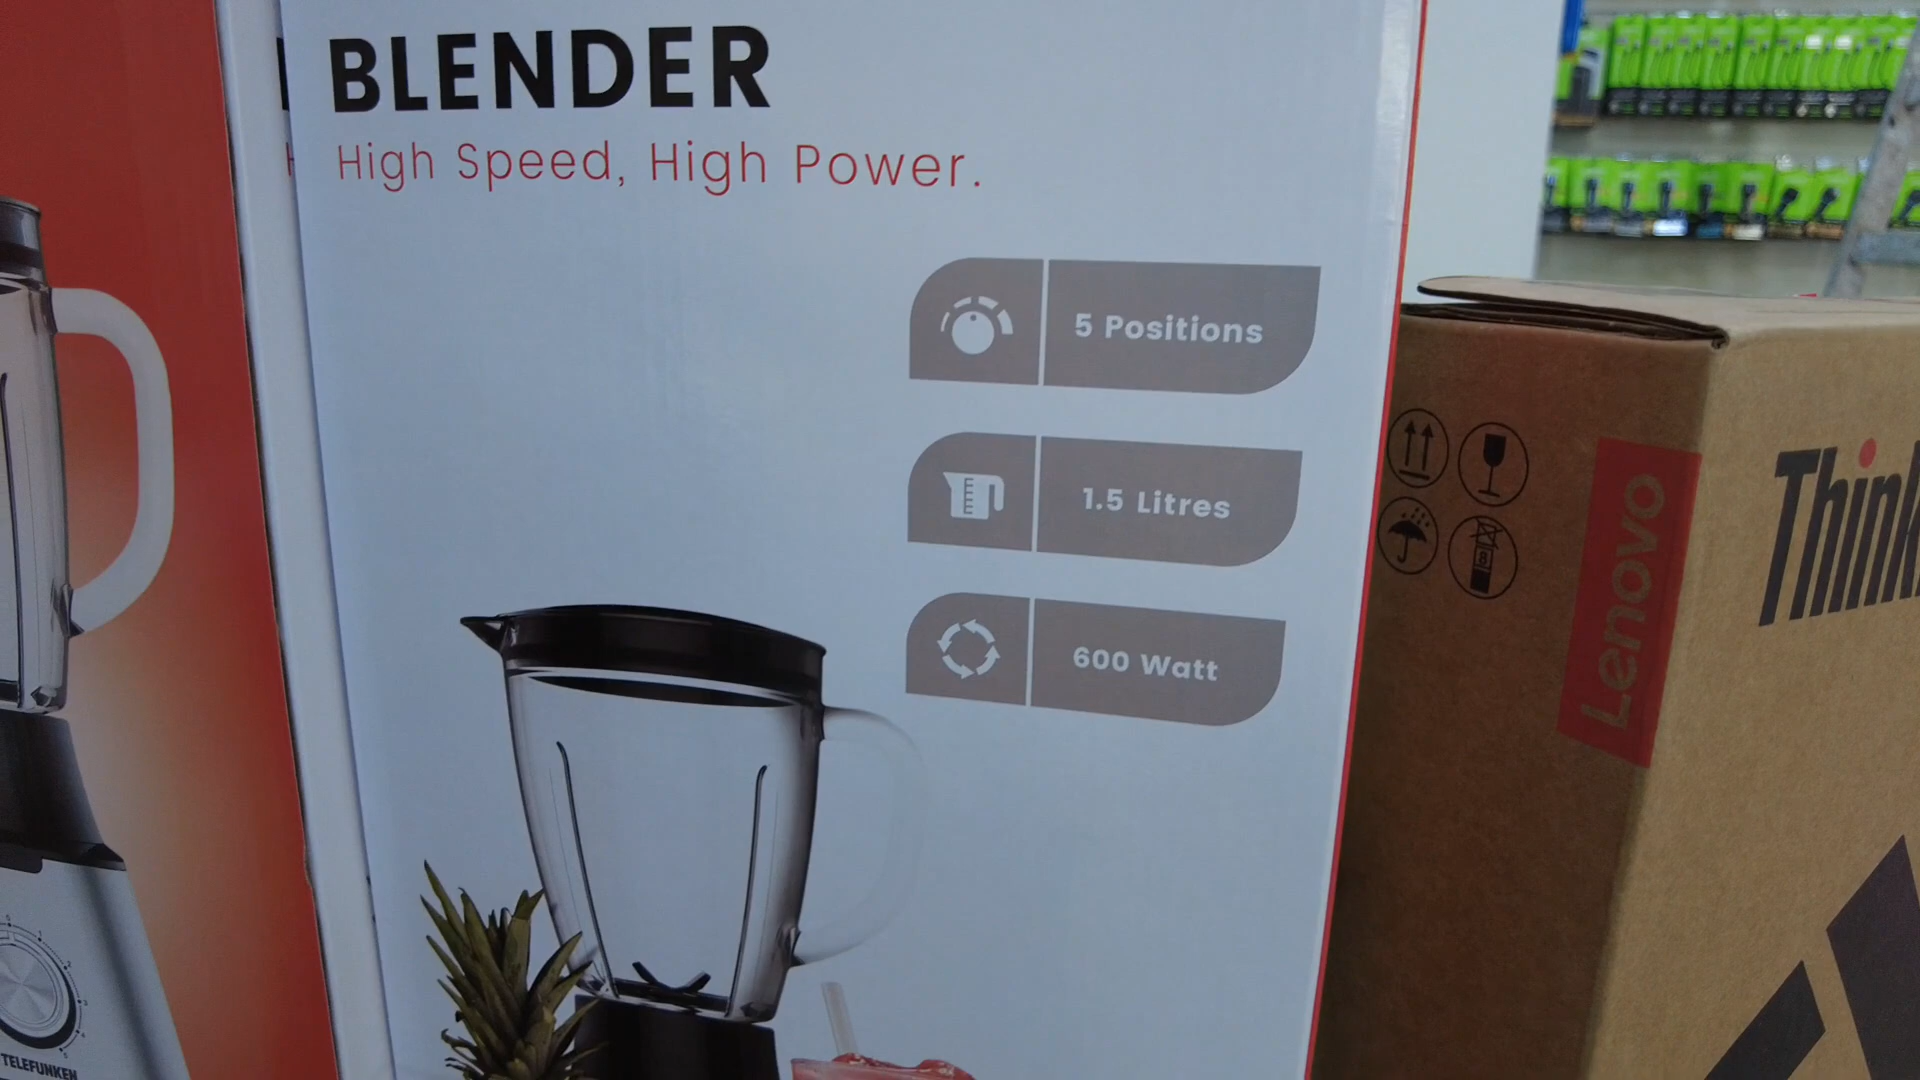 BLENDER
High Speed, High Power.
5 Positions
1.5 Litres
600 Watt
TELEFUNKEN
Lenovo
Think